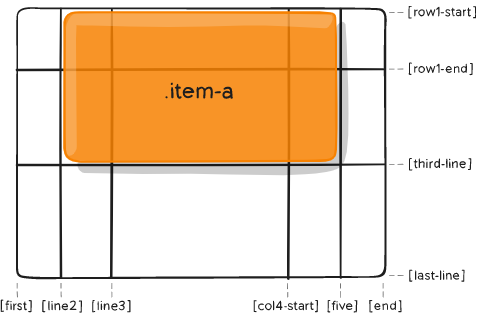 [row1-start]
[row1-end]
.item-a
[third-line]
[last-line]
[first] [line2] [line3] [col4-start] [five] [end]